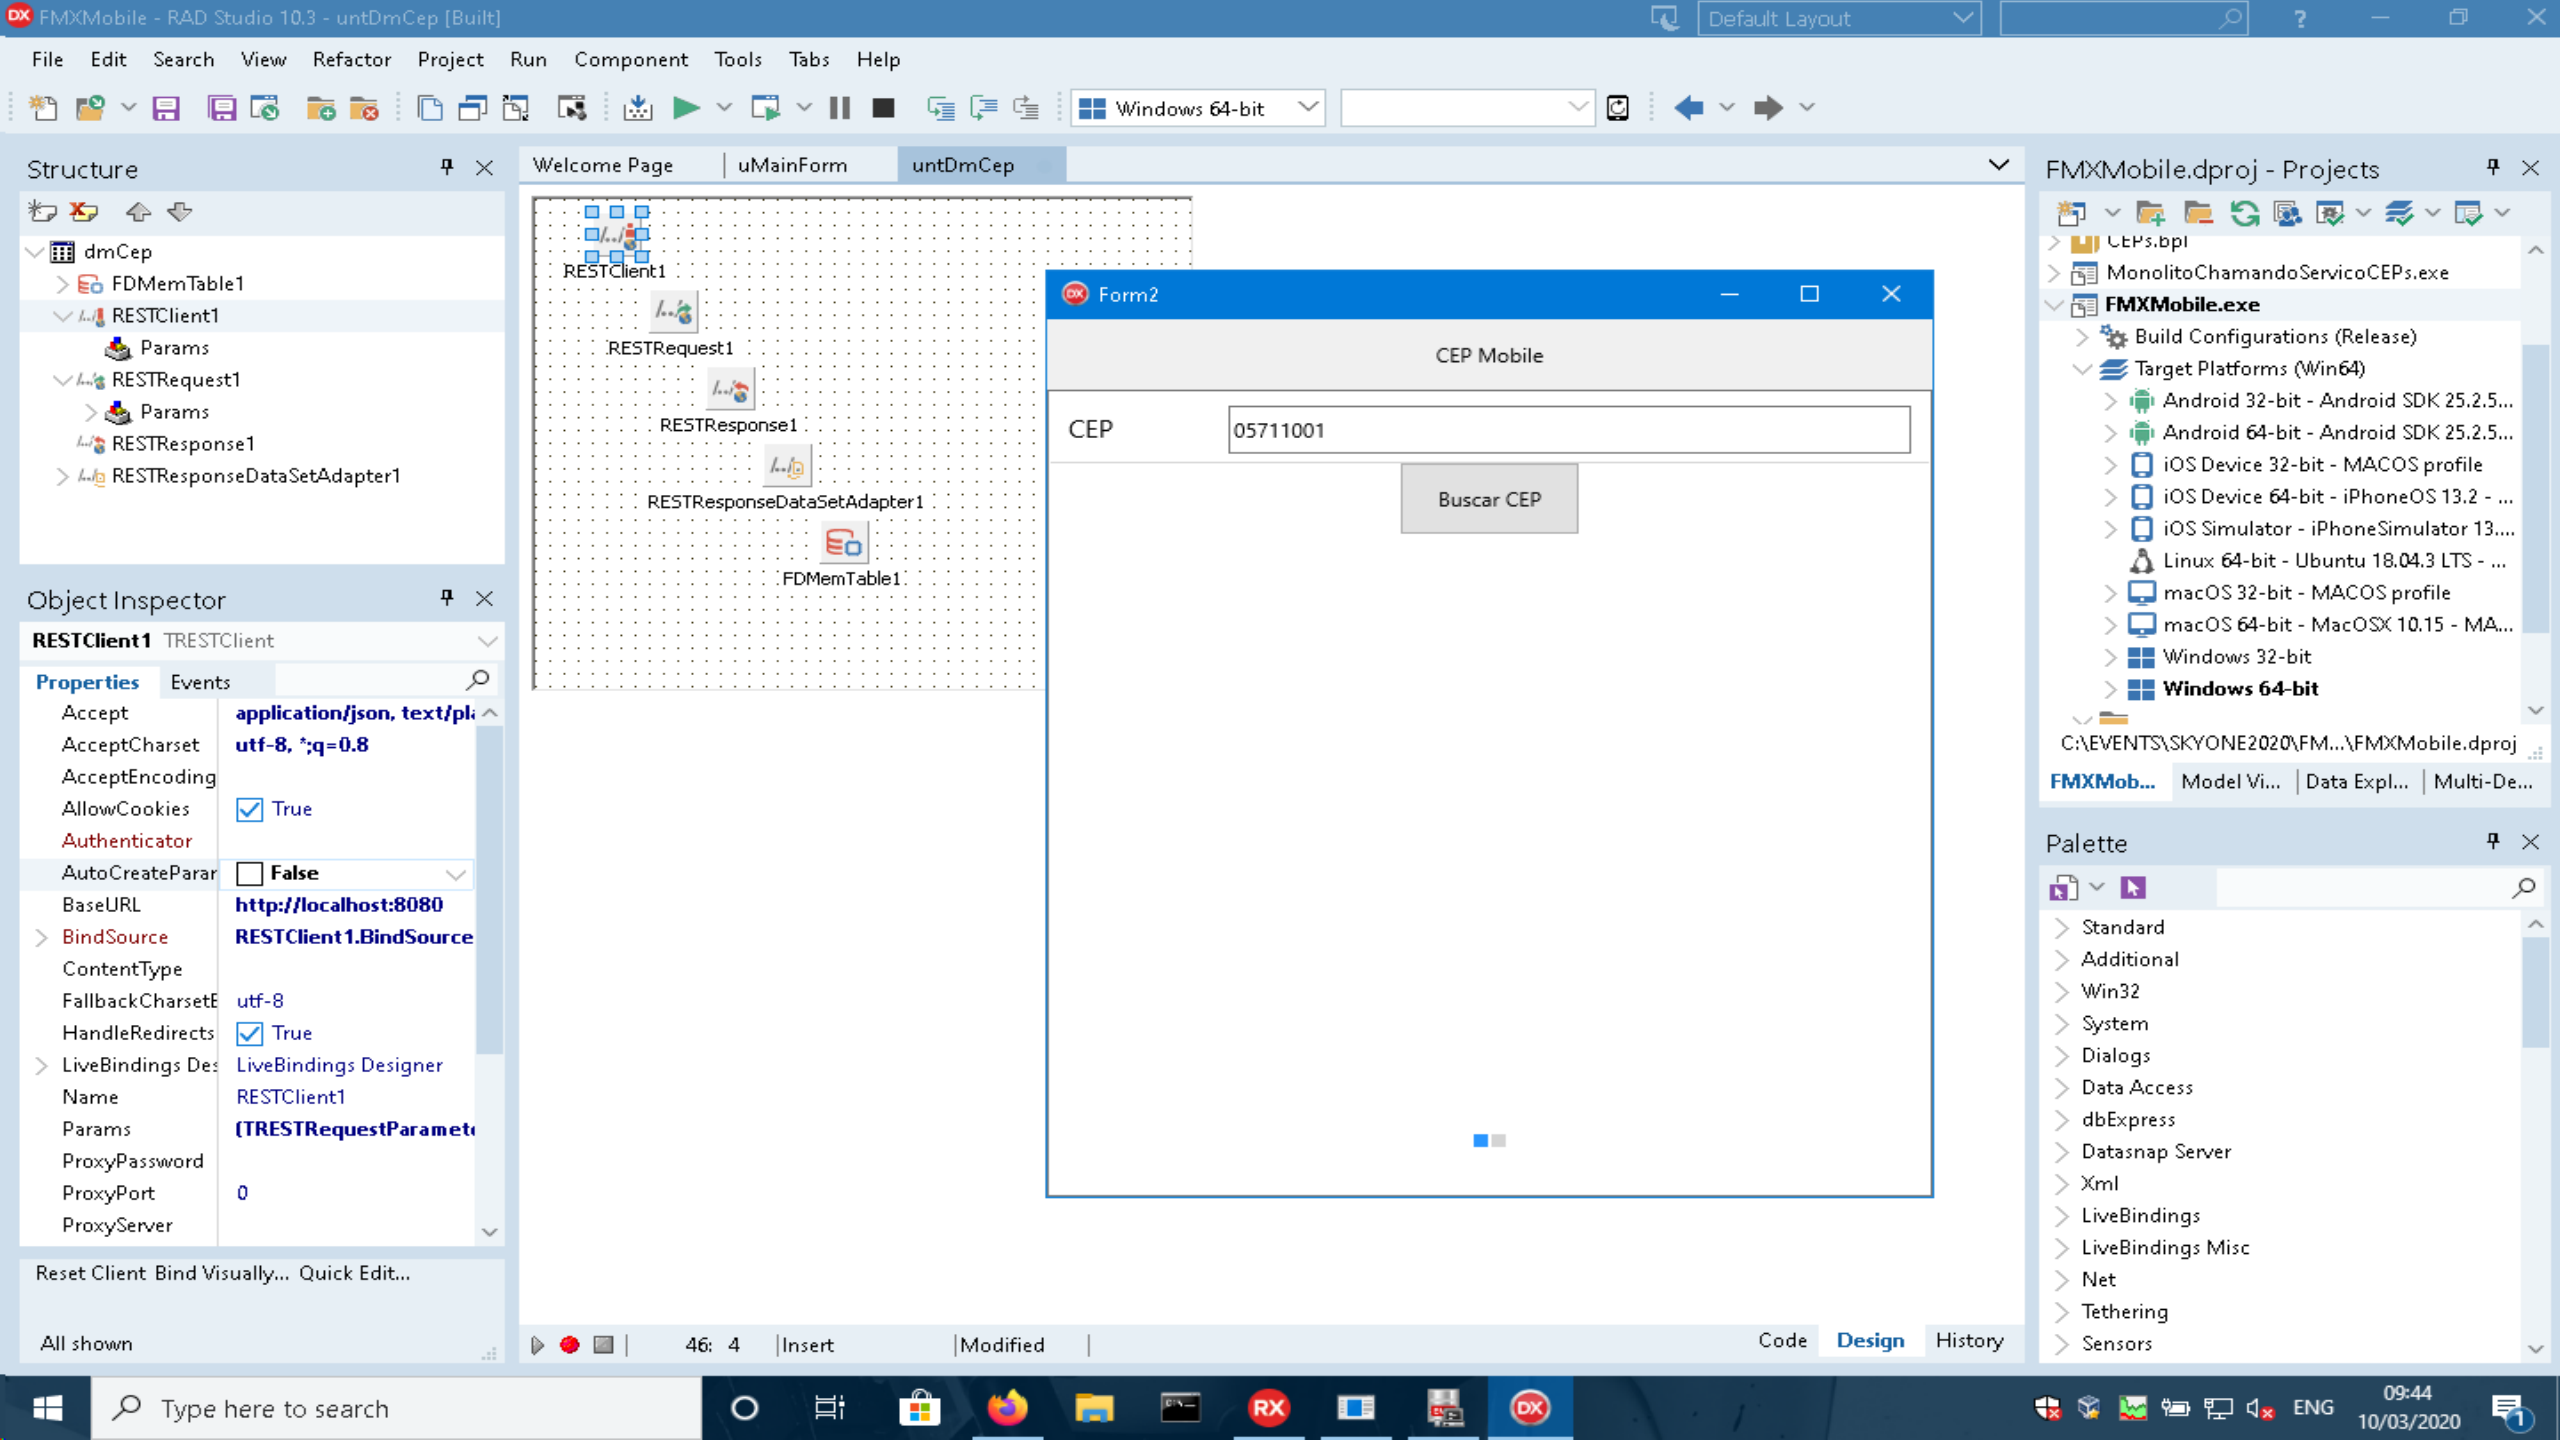 FMXMobile - RAD Studio 10.3 - untDmCep [Built]
Default Layout
?
File Edit Search View Refactor Project Run Component Tools Tabs Help
Windows 64-bit
Structure
dmCep
FDMemTable1
RESTClient1
Params
RESTRequest1
Params
RESTResponse1
RESTResponseDataSetAdapter1
Object Inspector
RESTClient1 TRESTClient
Properties Events
Accept application/json, text/pla
AcceptCharset utf-8, *;q=0.8
AcceptEncoding
AllowCookies True
Authenticator
AutoCreateParar False
BaseURL http://localhost:8080
BindSource RESTClient1.BindSource
ContentType
FallbackCharsetE utf-8
HandleRedirects True
LiveBindings Des LiveBindings Designer
Name RESTClient1
Params (TRESTRequestParamete
ProxyPassword
ProxyPort 0
ProxyServer
Reset Client Bind Visually... Quick Edit...
All shown
Welcome Page uMainForm untDmCep
RESTClient1
RESTRequest1
RESTResponse1
RESTResponseDataSetAdapter1
FDMemTable1
DX Form2
CEP Mobile
CEP 05711001
Buscar CEP
46: 4 Insert Modified
Code Design History
FMXMobile.dproj - Projects
CEPs.bpl
MonolitoChamandoServicoCEPs.exe
FMXMobile.exe
Build Configurations (Release)
Target Platforms (Win64)
Android 32-bit - Android SDK 25.2.5...
Android 64-bit - Android SDK 25.2.5...
iOS Device 32-bit - MACOS profile
iOS Device 64-bit - iPhoneOS 13.2 - ...
iOS Simulator - iPhoneSimulator 13....
Linux 64-bit - Ubuntu 18.04.3 LTS - ...
macOS 32-bit - MACOS profile
macOS 64-bit - MacOSX 10.15 - MA...
Windows 32-bit
Windows 64-bit
C:\EVENTS\SKYONE2020\FM...\FMXMobile.dproj
FMXMob... Model Vi... Data Expl... Multi-De...
Palette
Standard
Additional
Win32
System
Dialogs
Data Access
dbExpress
Datasnap Server
Xml
LiveBindings
LiveBindings Misc
Net
Tethering
Sensors
Type here to search
RX
DX
ENG
09:44
10/03/2020
1